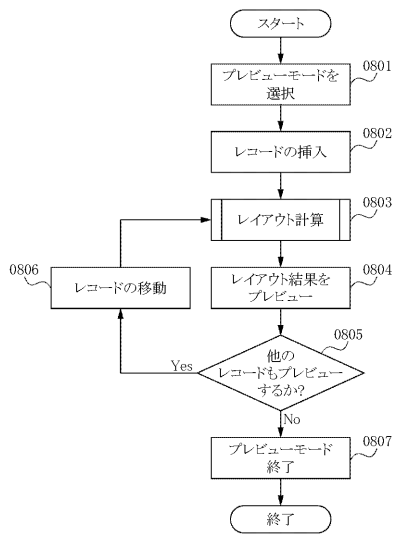 スタート
0801
プレビューモードを
選択
0802
レコードの挿入
0803
レイアウト計算
0804
レイアウト結果を
プレビュー
0806
レコードの移動
0805
他の
レコードもプレビュー
するか?
Yes
No
0807
プレビューモード
終了
終了